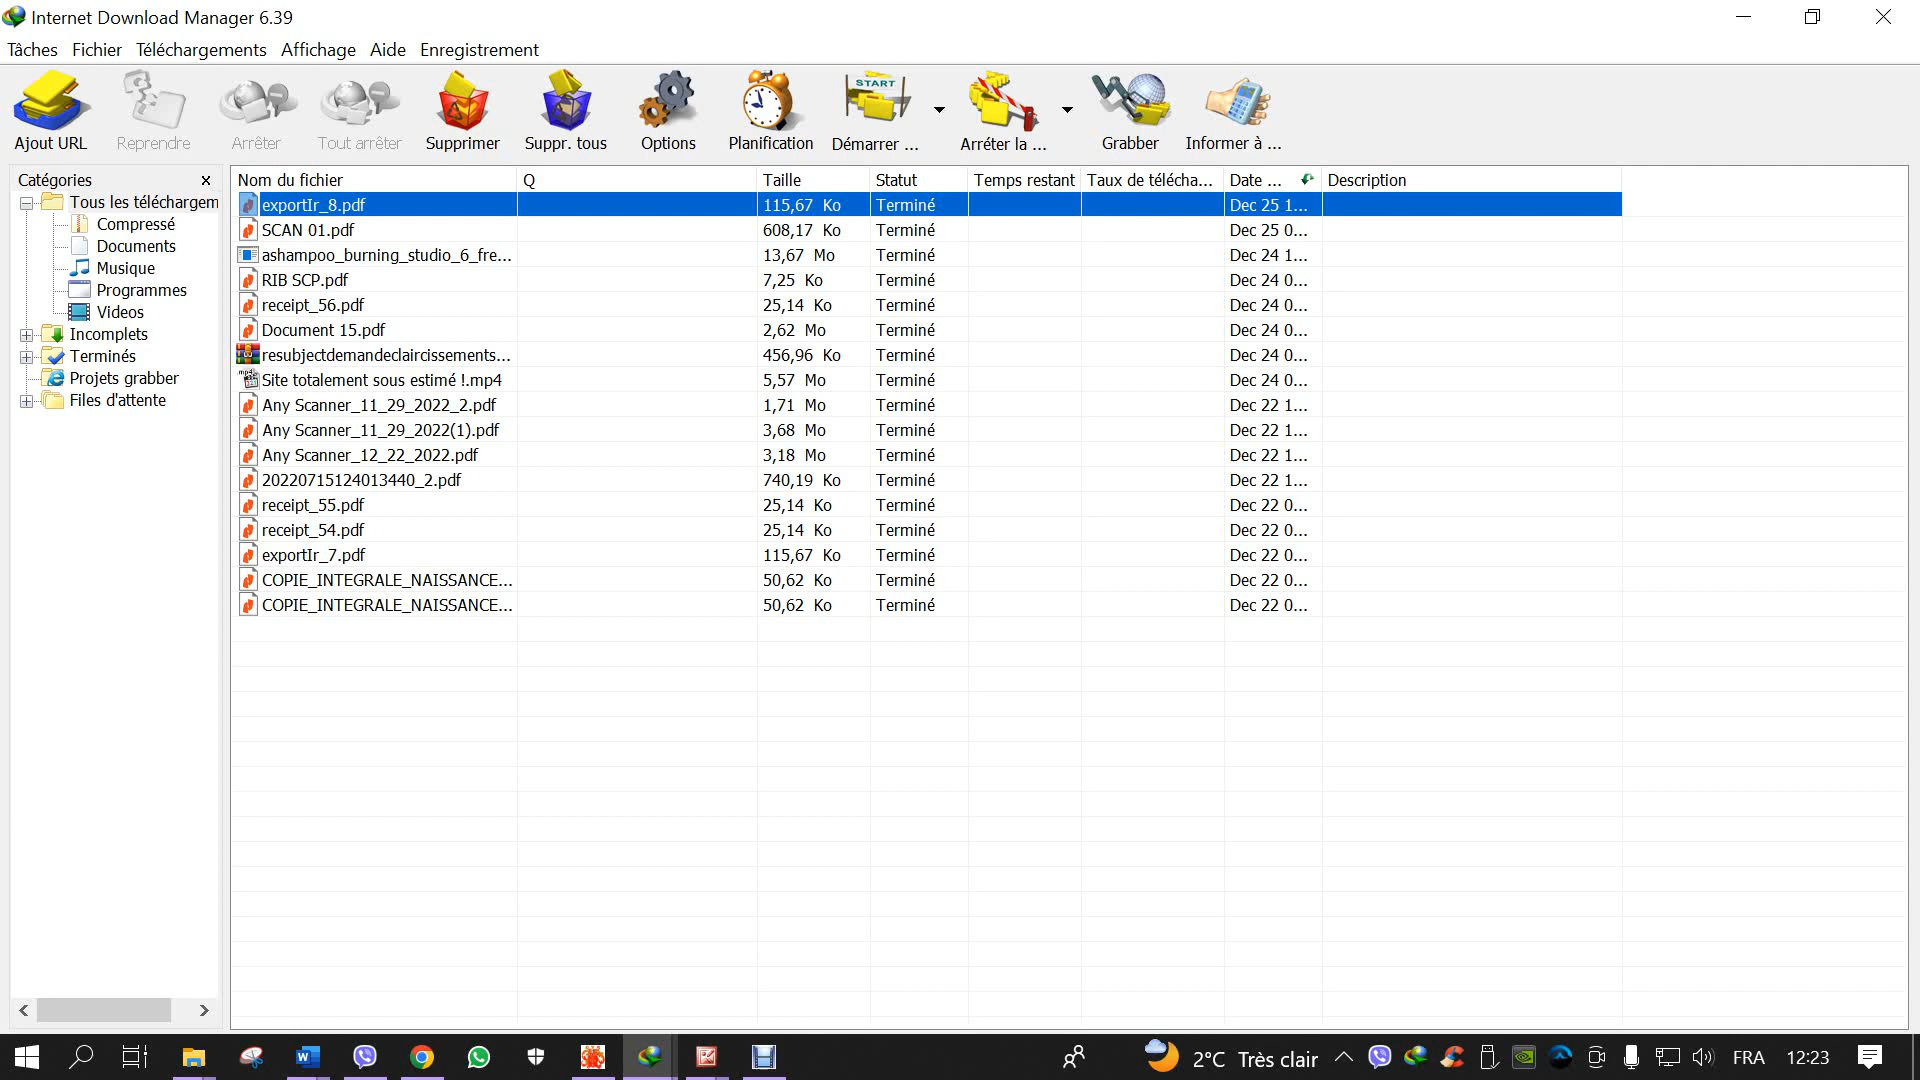 Internet Download Manager 6.39
Tâches Fichier Téléchargements Affichage Aide Enregistrement
Ajout URL Reprendre Arrêter Tout arrêter Supprimer Suppr. tous Options Planification Démarrer ... Arréter la ... Grabber Informer à ...
START
Catégories x
Tous les téléchargem
Compressé
Documents
Musique
Programmes
Videos
Incomplets
Terminés
Projets grabber
Files d'attente
Nom du fichier Q Taille Statut Temps restant Taux de télécha... Date ... Description
exportIr_8.pdf 115,67 Ko Terminé Dec 25 1...
SCAN 01.pdf 608,17 Ko Terminé Dec 25 0...
ashampoo_burning_studio_6_fre... 13,67 Mo Terminé Dec 24 1...
RIB SCP.pdf 7,25 Ko Terminé Dec 24 0...
receipt_56.pdf 25,14 Ko Terminé Dec 24 0...
Document 15.pdf 2,62 Mo Terminé Dec 24 0...
resubjectdemandeclaircissements... 456,96 Ko Terminé Dec 24 0...
Site totalement sous estimé !.mp4 5,57 Mo Terminé Dec 24 0...
Any Scanner_11_29_2022_2.pdf 1,71 Mo Terminé Dec 22 1...
Any Scanner_11_29_2022(1).pdf 3,68 Mo Terminé Dec 22 1...
Any Scanner_12_22_2022.pdf 3,18 Mo Terminé Dec 22 1...
20220715124013440_2.pdf 740,19 Ko Terminé Dec 22 1...
receipt_55.pdf 25,14 Ko Terminé Dec 22 0...
receipt_54.pdf 25,14 Ko Terminé Dec 22 0...
exportIr_7.pdf 115,67 Ko Terminé Dec 22 0...
COPIE_INTEGRALE_NAISSANCE... 50,62 Ko Terminé Dec 22 0...
COPIE_INTEGRALE_NAISSANCE... 50,62 Ko Terminé Dec 22 0...
2°C Très clair FRA 12:23